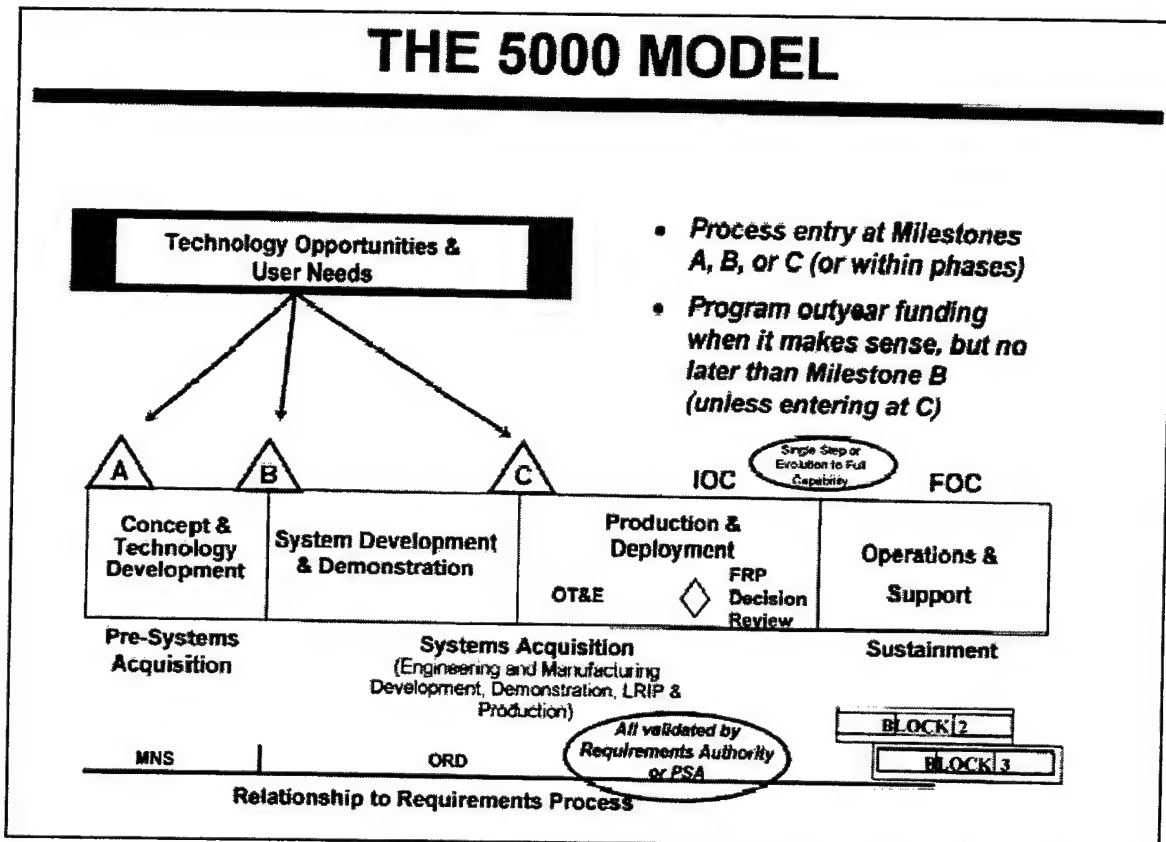 THE 5000 MODEL
Technology Opportunities &
User Needs
• Process entry at Milestones
A, B, or C (or within phases)
• Program outyear funding
when it makes sense, but no
later than Milestone B
(unless entering at C)
A
B
C
IOC
Single Step or
Evolution to Full
Capability
FOC
Concept &
Technology
Development
System Development
& Demonstration
Production &
Deployment
OT&E
FRP
Decision
Review
Operations &
Support
Pre-Systems
Acquisition
Systems Acquisition
(Engineering and Manufacturing
Development, Demonstration, LRIP &
Production)
Sustainment
All validated by
Requirements Authority
or PSA
BLOCK 2
BLOCK 3
MNS
ORD
Relationship to Requirements Process